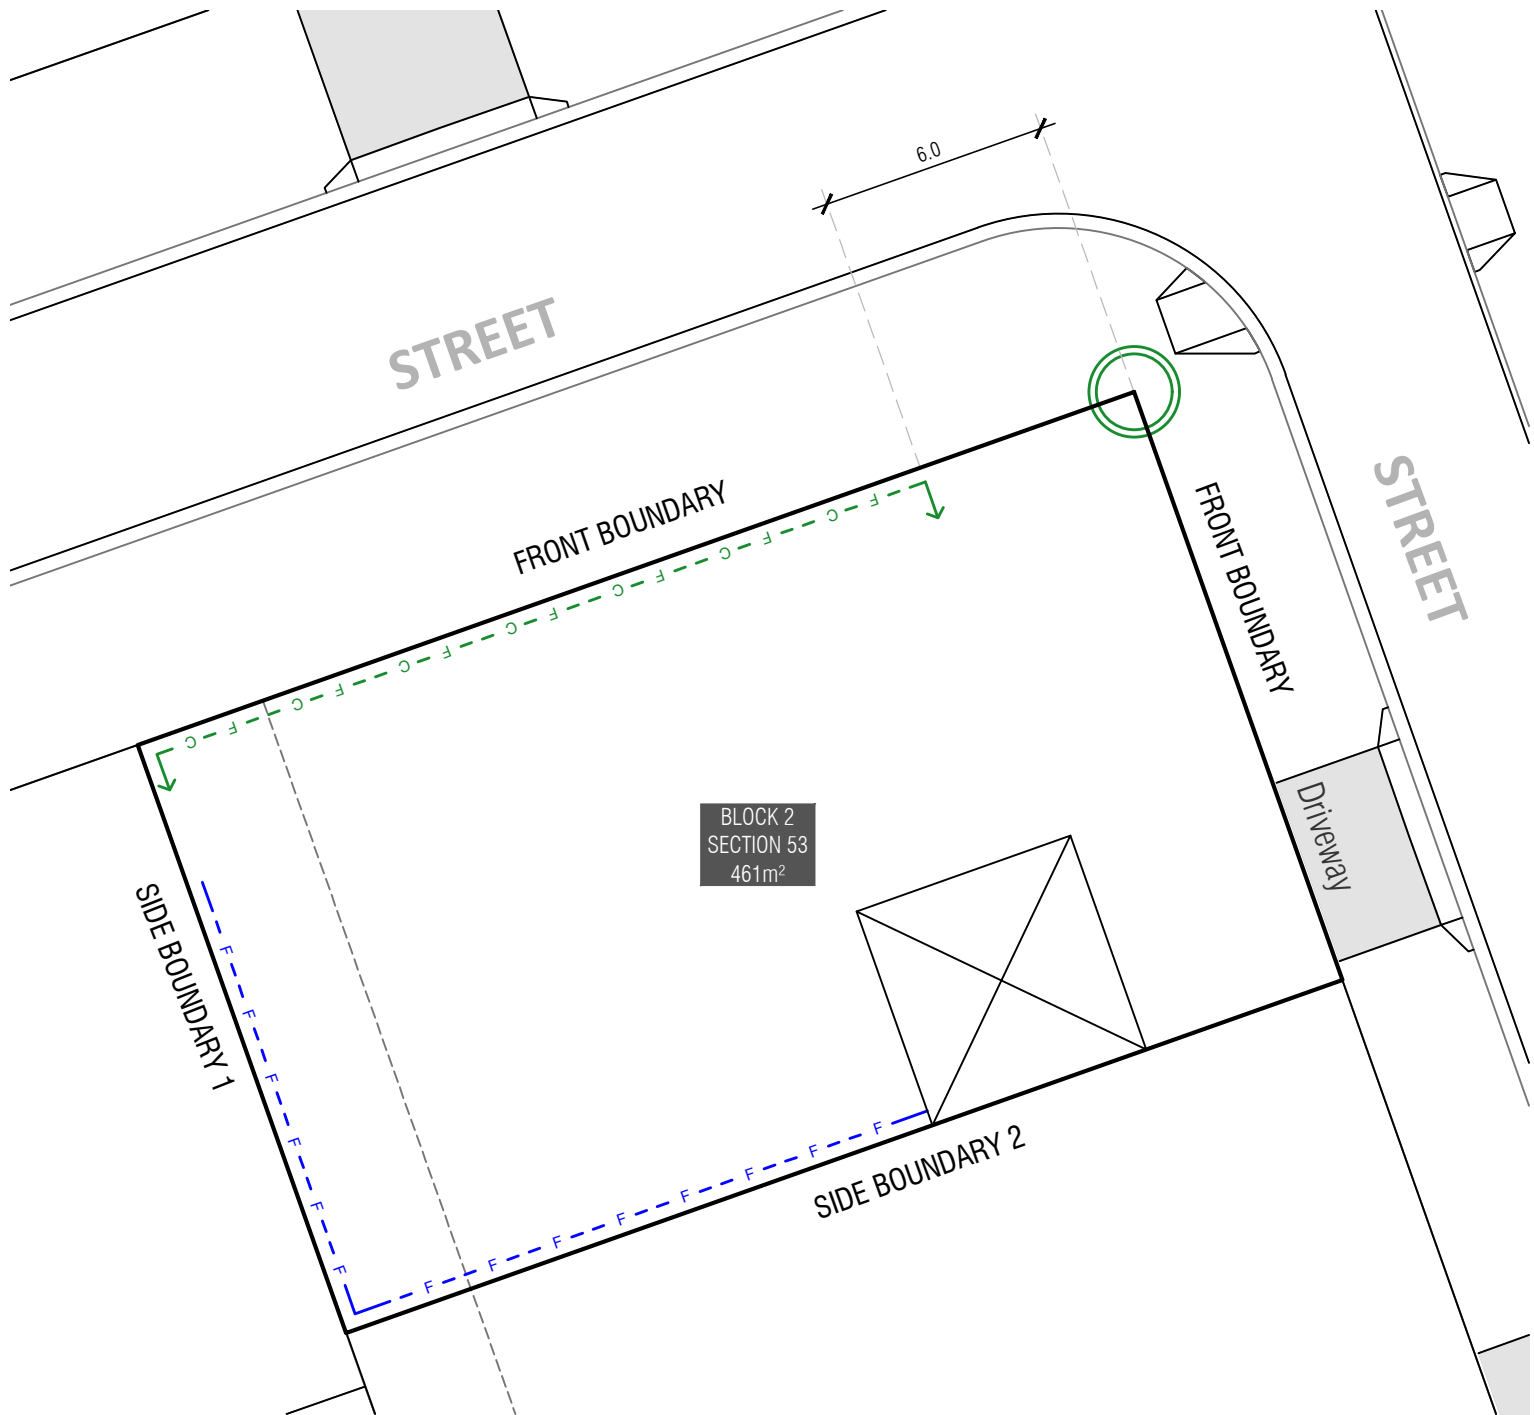 6.0
STREET
STREET
FRONT BOUNDARY
FRONT BOUNDARY
F C F C F C F C F C F C F C
BLOCK 2
SECTION 53
461m²
Driveway
SIDE BOUNDARY 1
F F F F F F
F F F F F F F F
SIDE BOUNDARY 2